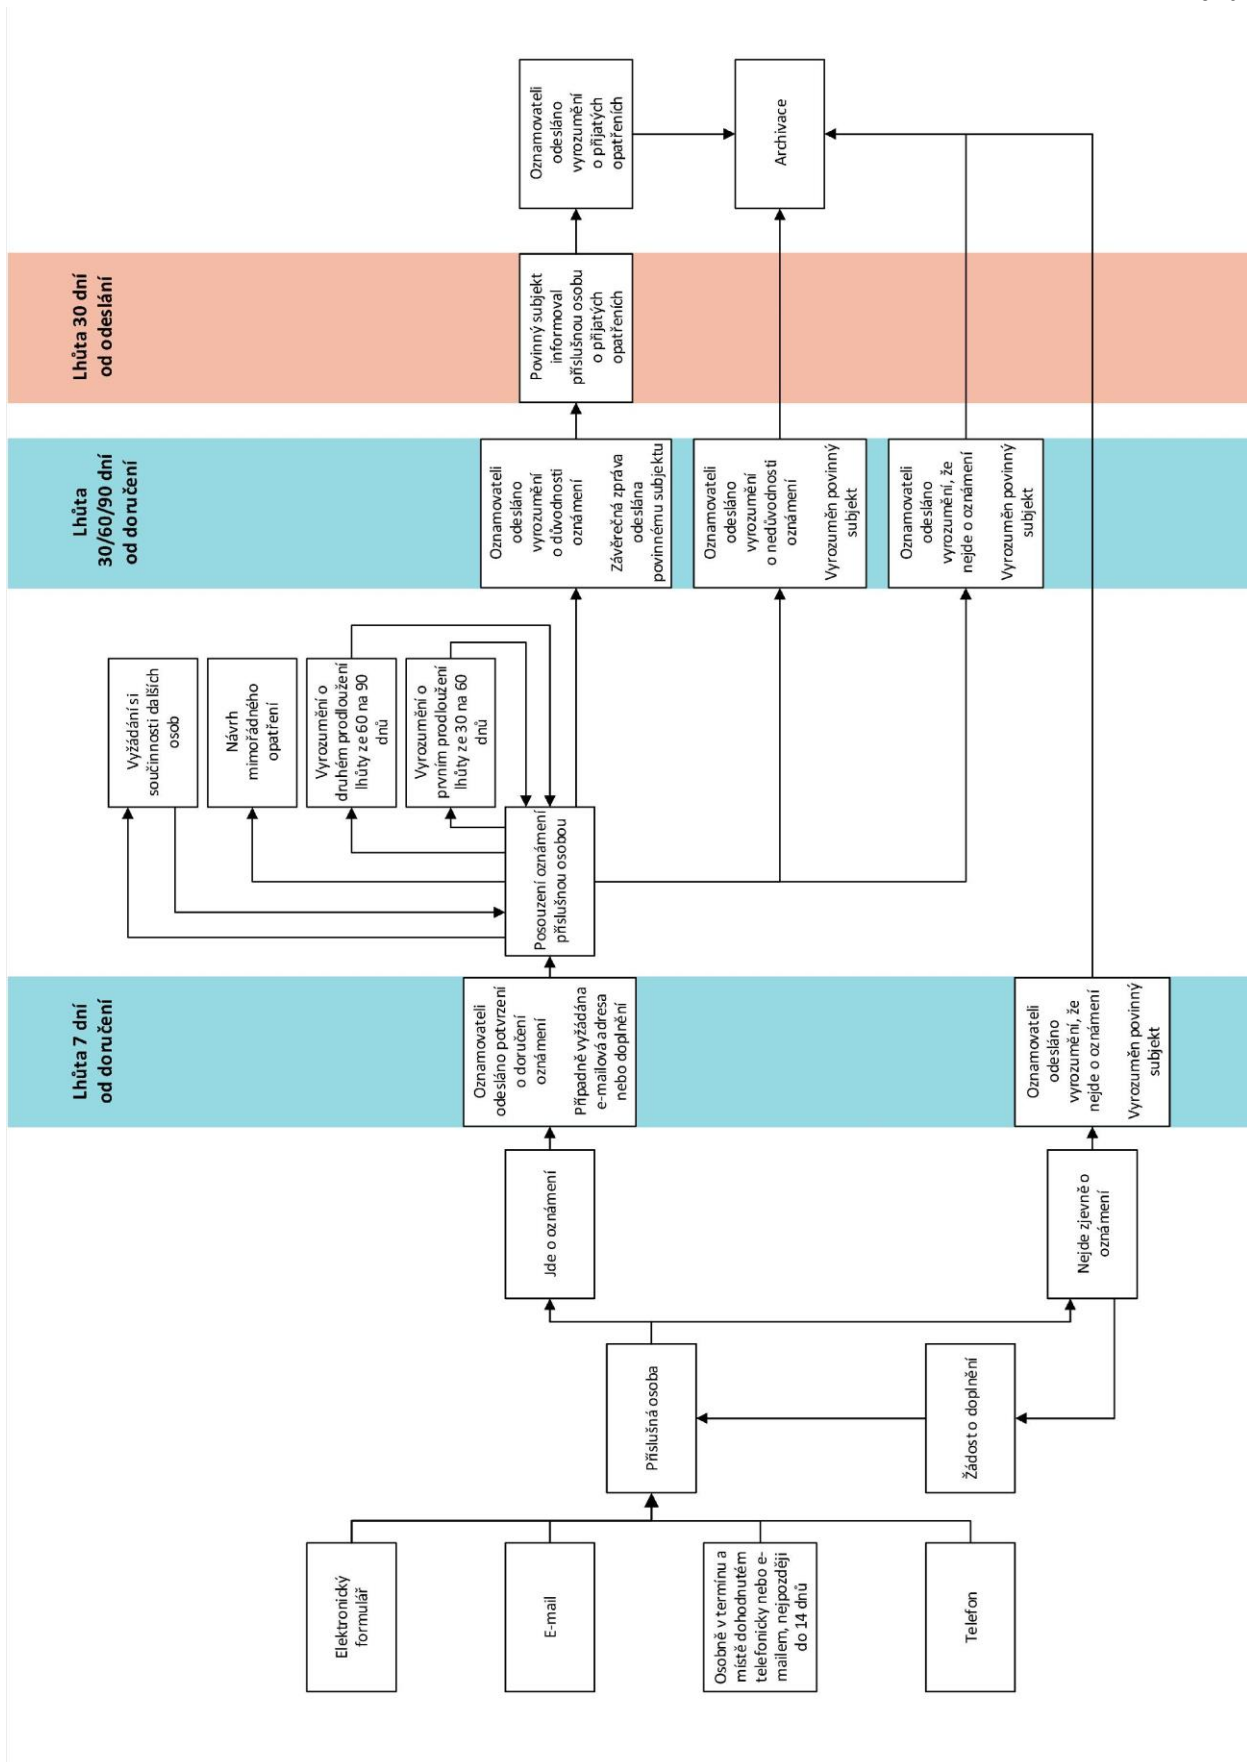 Lhůta 7 dní
od doručení
Lhůta
30/60/90 dní
od doručení
Lhůta 30 dní
od odeslání
Elektronický
formulář
E-mail
Osobně v termínu a
místě dohodnutém
telefonicky nebo e-
mailem, nejpozději
do 14 dnů
Telefon
Příslušná osoba
Žádost o doplnění
Jde o oznámení
Nejde zjevně o
oznámení
Oznamovateli
odesláno potvrzení
o doručení
oznámení
Případně vyžádána
e-mailová adresa
nebo doplnění
Oznamovateli
odesláno
vyrozumění, že
nejde o oznámení
Vyrozuměn povinný
subjekt
Posouzení oznámení
příslušnou osobou
Vyžádání si
součinnosti dalších
osob
Návrh
mimořádného
opatření
Vyrozumění o
druhém prodloužení
lhůty ze 60 na 90
dnů
Vyrozumění o
prvním prodloužení
lhůty ze 30 na 60
dnů
Oznamovateli
odesláno
vyrozumění
o důvodnosti
oznámení
Závěrečná zpráva
odeslána
povinnému subjektu
Oznamovateli
odesláno
vyrozumění
o nedůvodnosti
oznámení
Vyrozuměn povinný
subjekt
Oznamovateli
odesláno
vyrozumění, že
nejde o oznámení
Vyrozuměn povinný
subjekt
Povinný subjekt
informoval
příslušnou osobu
o přijatých
opatřeních
Oznamovateli
odesláno
vyrozumění
o přijatých
opatřeních
Archivace